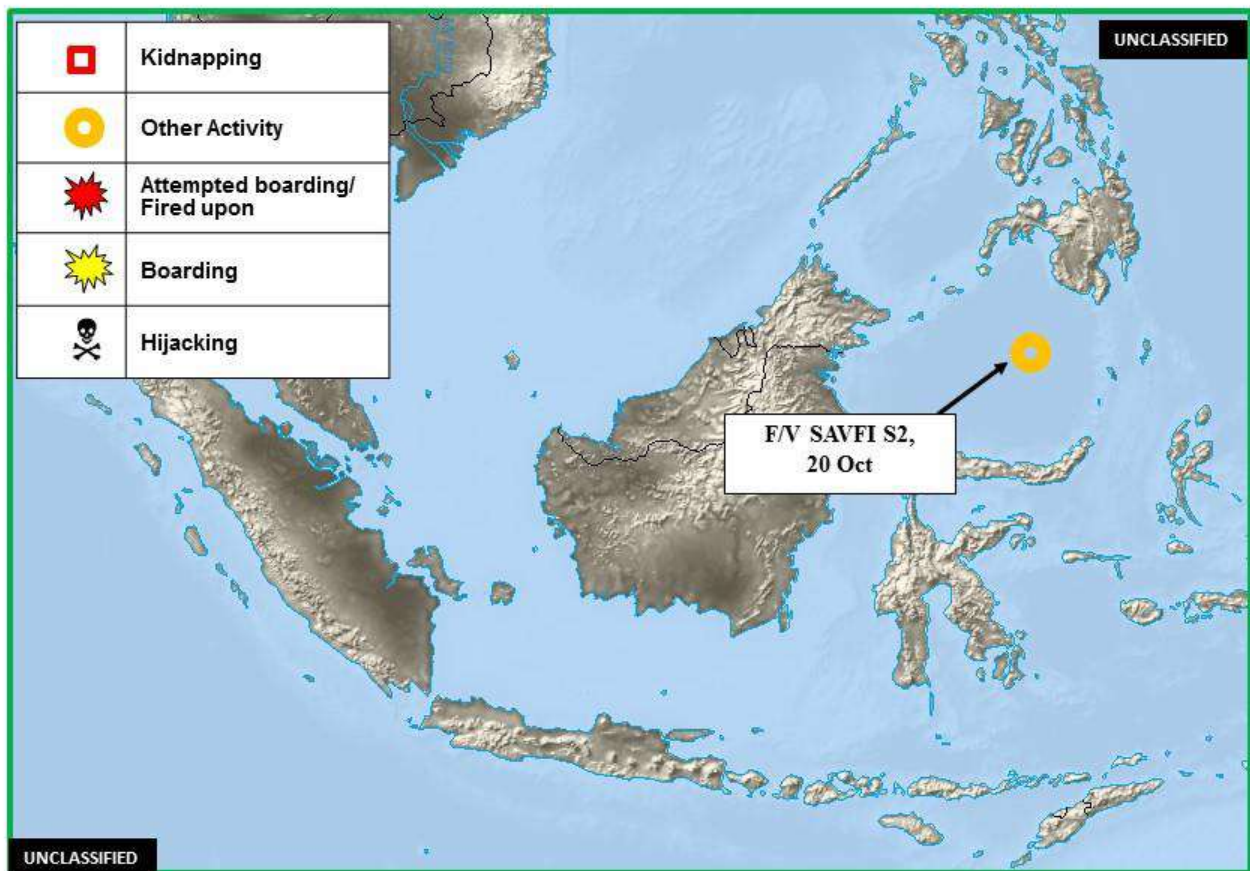 UNCLASSIFIED
Kidnapping
Other Activity
Attempted boarding/
Fired upon
Boarding
Hijacking
F/V SAVFI S2,
20 Oct
UNCLASSIFIED